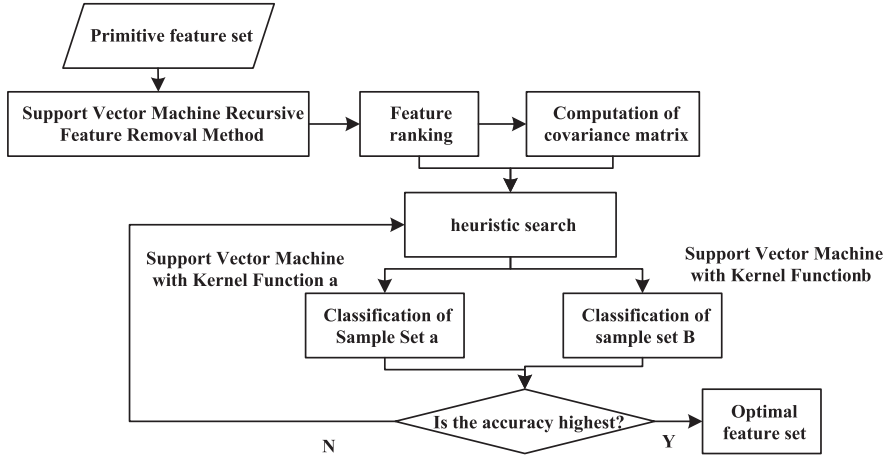 Primitive feature set
Support Vector Machine Recursive
Feature Removal Method
Feature
ranking
Computation of
covariance matrix
heuristic search
Support Vector Machine
with Kernel Function a
Support Vector Machine
with Kernel Functionb
Classification of
Sample Set a
Classification of
sample set B
Is the accuracy highest?
N
Y
Optimal
feature set